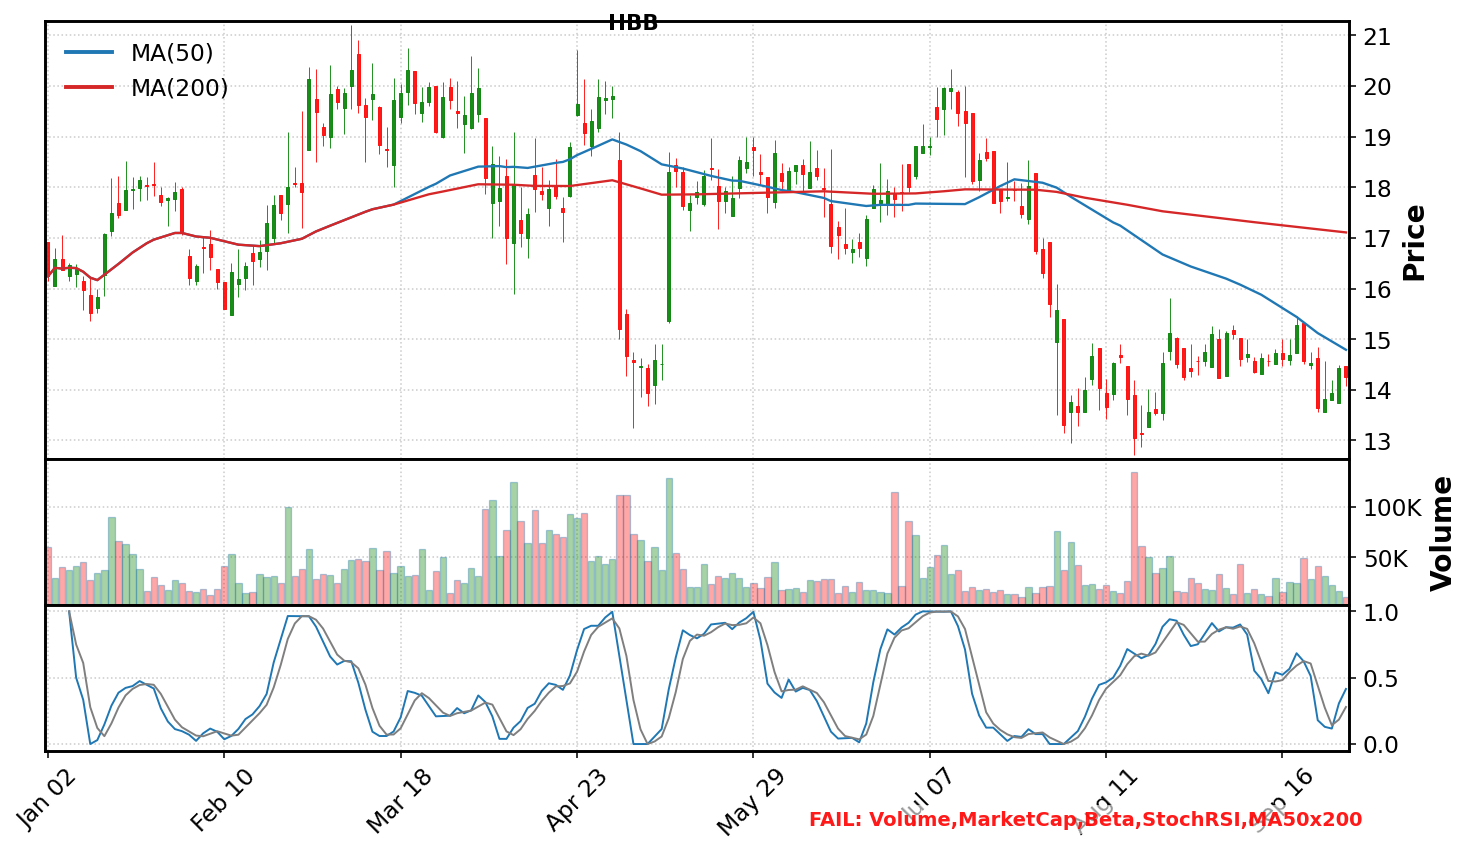 HBB
MA(50)
MA(200)
21
20
19
18
17
16
15
14
13
Price
100K
50K
Volume
1.0
0.5
0.0
Jan 02
Feb 10
Mar 18
Apr 23
May 29
Jul 07
Aug 11
Sep 16
FAIL: Volume,MarketCap,Beta,StochRSI,MA50x200